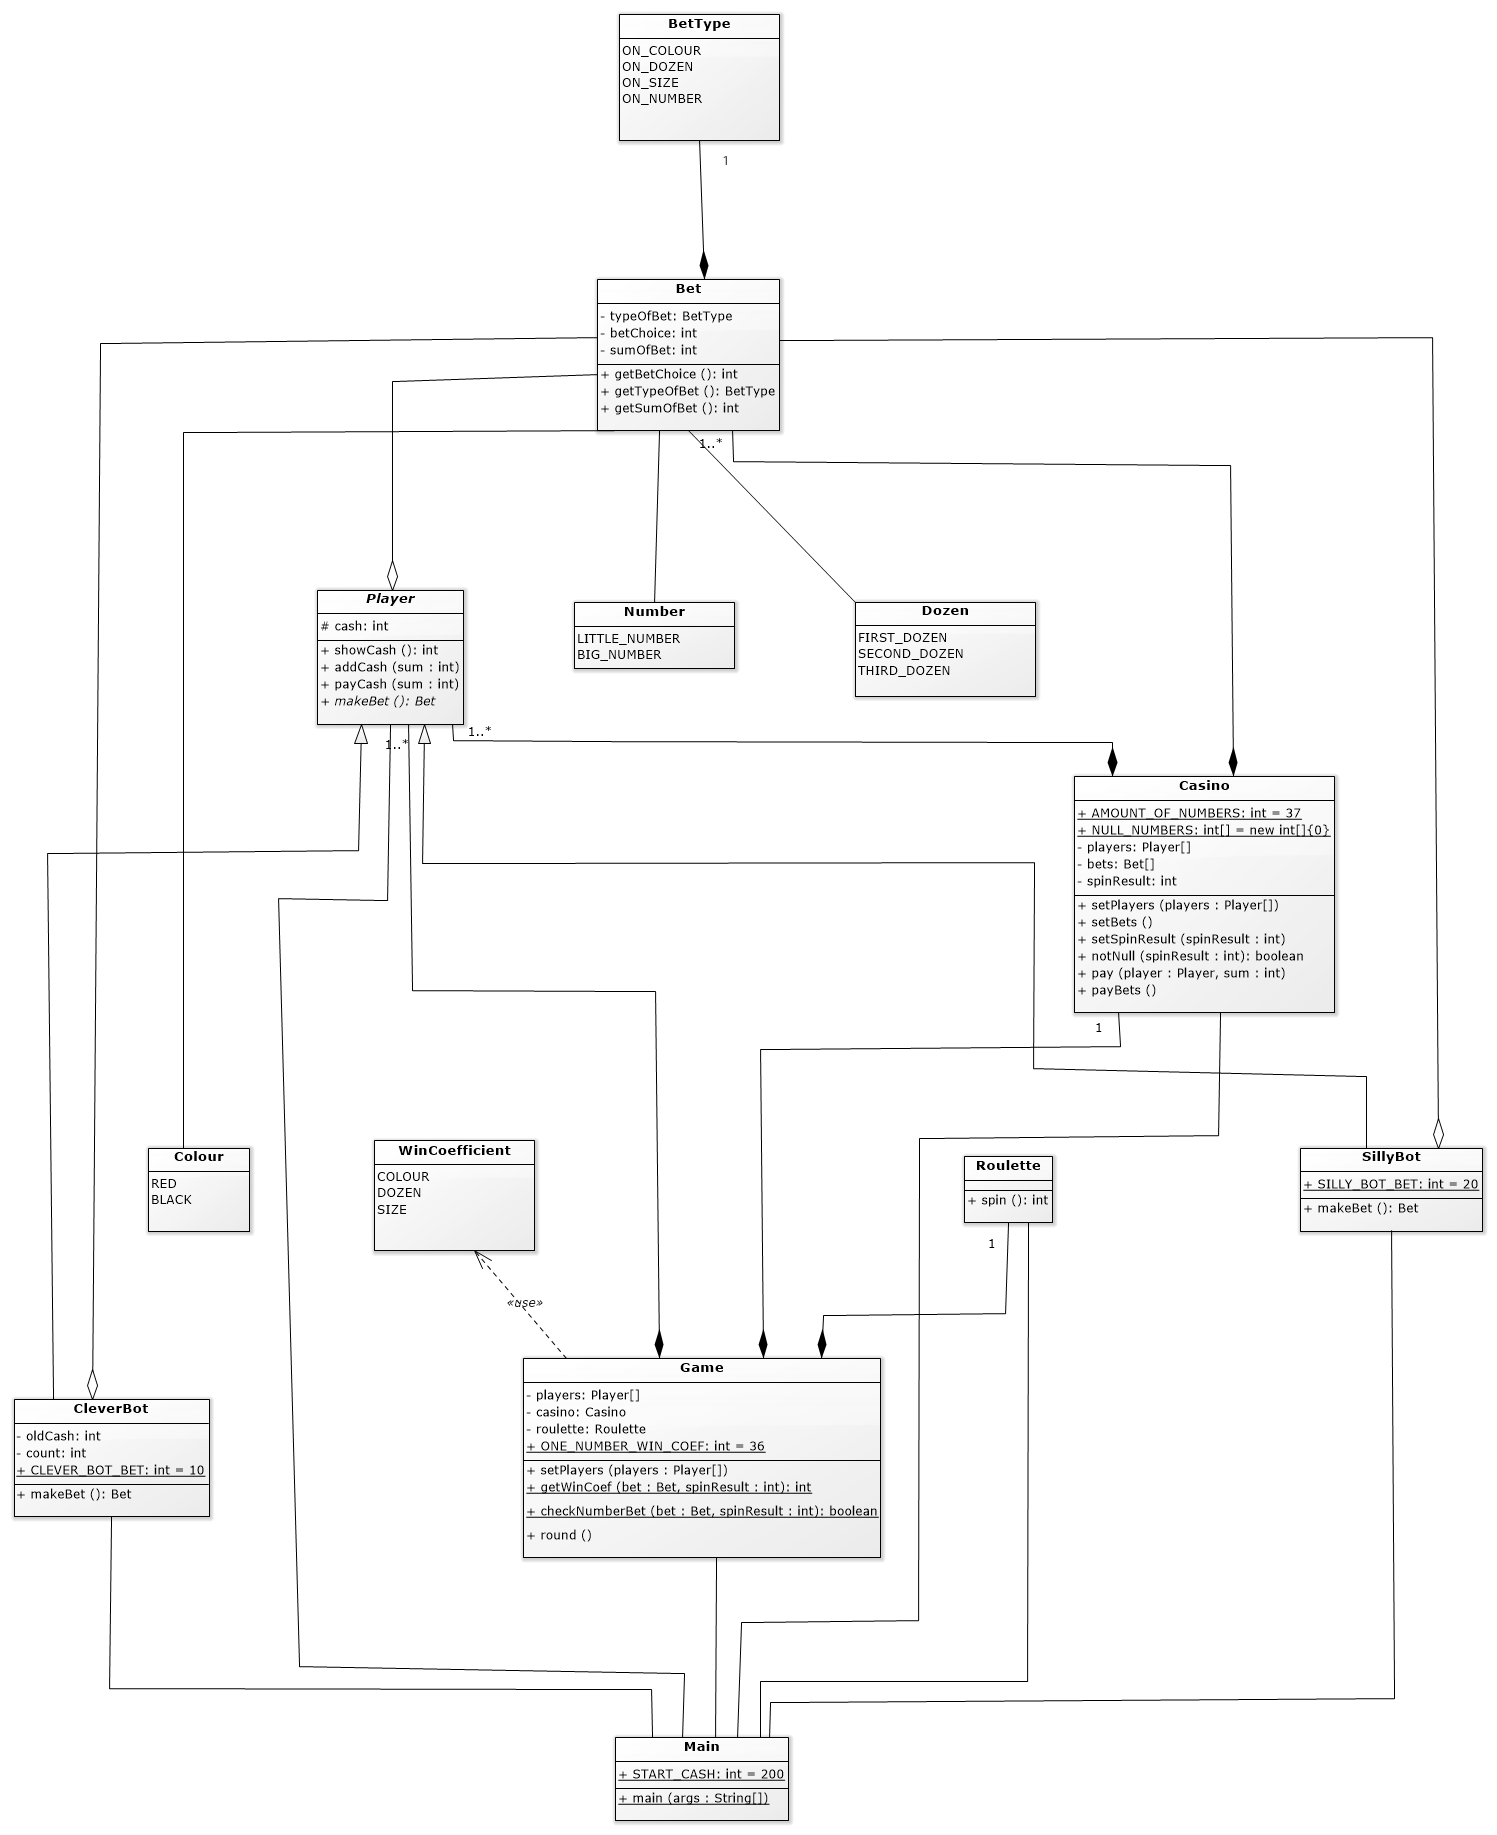 BetType
ON_COLOUR
ON_DOZEN
ON_SIZE
ON_NUMBER
1
Bet
- typeOfBet: BetType
- betChoice: int
- sumOfBet: int
+ getBetChoice (): int
+ getTypeOfBet (): BetType
+ getSumOfBet (): int
1..*
Player
# cash: int
+ showCash (): int
+ addCash (sum : int)
+ payCash (sum : int)
+ makeBet (): Bet
1..*
1..*
Number
LITTLE_NUMBER
BIG_NUMBER
Dozen
FIRST_DOZEN
SECOND_DOZEN
THIRD_DOZEN
Casino
+ AMOUNT_OF_NUMBERS: int = 37
+ NULL_NUMBERS: int[] = new int[]{0}
- players: Player[]
- bets: Bet[]
- spinResult: int
+ setPlayers (players : Player[])
+ setBets ()
+ setSpinResult (spinResult : int)
+ notNull (spinResult : int): boolean
+ pay (player : Player, sum : int)
+ payBets ()
1
Colour
RED
BLACK
WinCoefficient
COLOUR
DOZEN
SIZE
«use»
Roulette
+ spin (): int
1
SillyBot
+ SILLY_BOT_BET: int = 20
+ makeBet (): Bet
CleverBot
- oldCash: int
- count: int
+ CLEVER_BOT_BET: int = 10
+ makeBet (): Bet
Game
- players: Player[]
- casino: Casino
- roulette: Roulette
+ ONE_NUMBER_WIN_COEF: int = 36
+ setPlayers (players : Player[])
+ getWinCoef (bet : Bet, spinResult : int): int
+ checkNumberBet (bet : Bet, spinResult : int): boolean
+ round ()
Main
+ START_CASH: int = 200
+ main (args : String[])